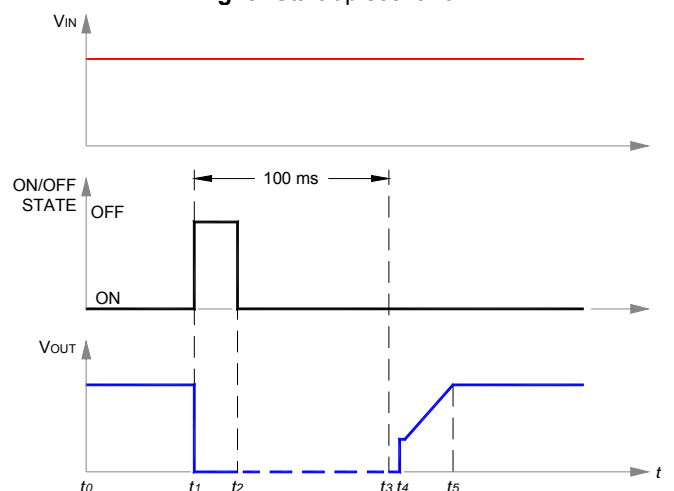 VIN
100 ms
ON/OFF
STATE
OFF
ON
VOUT
t
t0 t1 t2 t3 t4 t5